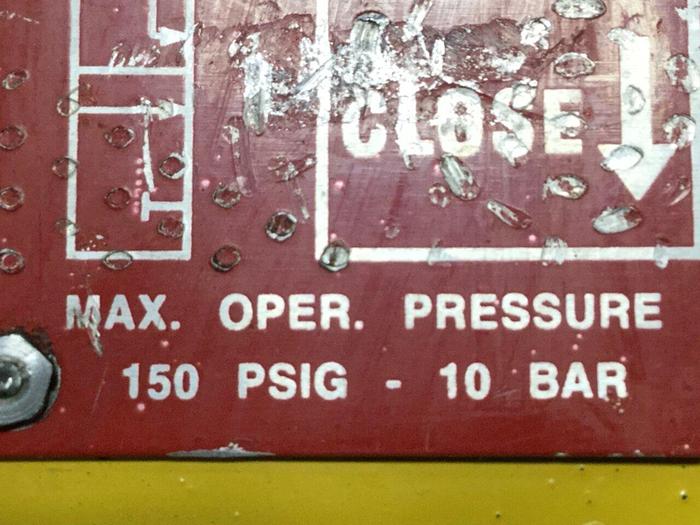 CLOSE
MAX. OPER. PRESSURE
150 PSIG - 10 BAR